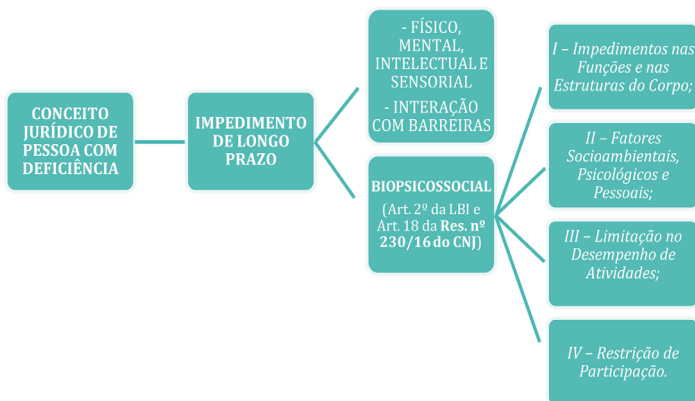 CONCEITO
JURÍDICO DE
PESSOA COM
DEFICIÊNCIA
IMPEDIMENTO
DE LONGO
PRAZO
- FÍSICO,
MENTAL,
INTELECTUAL E
SENSORIAL
- INTERAÇÃO
COM BARREIRAS
BIOPSICOSSOCIAL
(Art. 2º da LBI e
Art. 18 da Res. nº
230/16 do CNJ)
I – Impedimentos nas
Funções e nas
Estruturas do Corpo;
II – Fatores
Socioambientais,
Psicológicos e
Pessoais;
III – Limitação no
Desempenho de
Atividades;
IV – Restrição de
Participação.